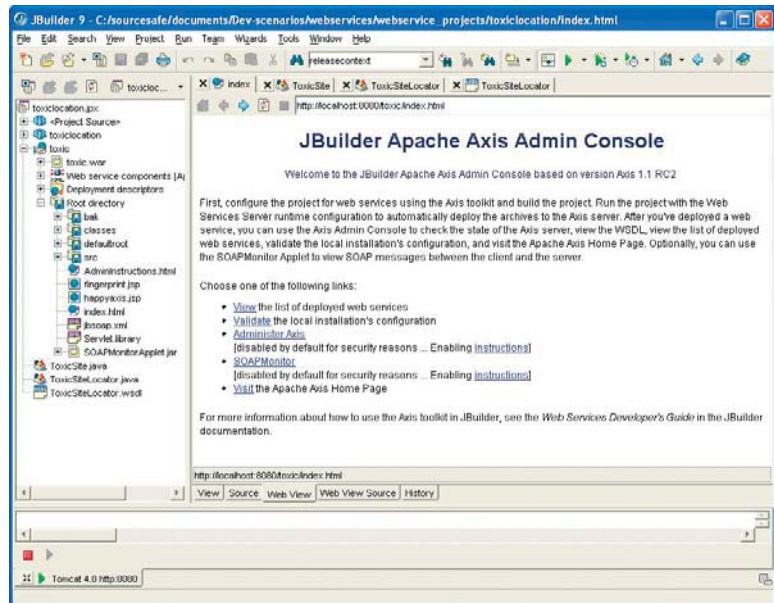 JBuilder 9 - C:/sourcesafe/documents/Dev-scenarios/webservices/webservice_projects/toxiclocation/index.html
File Edit Search View Project Run Team Wizards Tools Window Help
releasecontext
toxicloc...
index ToxicSite ToxicSiteLocator ToxicSiteLocator
http://localhost:8080/toxic/index.html
toxiclocation.jpx
<Project Source>
toxiclocation
toxic
toxic.war
Web service components [A
Deployment descriptors
Root directory
bak
classes
defaultroot
src
AdminInstructions.html
fingerprint.jsp
happyaxis.jsp
index.html
jbsoap.xml
Servlet.library
SOAPMonitorApplet.jar
ToxicSite.java
ToxicSiteLocator.java
ToxicSiteLocator.wsdl
JBuilder Apache Axis Admin Console
Welcome to the JBuilder Apache Axis Admin Console based on version Axis 1.1 RC2
First, configure the project for web services using the Axis toolkit and build the project. Run the project with the Web
Services Server runtime configuration to automatically deploy the archives to the Axis server. After you've deployed a web
service, you can use the Axis Admin Console to check the state of the Axis server, view the WSDL, view the list of deployed
web services, validate the local installation's configuration, and visit the Apache Axis Home Page. Optionally, you can use
the SOAPMonitor Applet to view SOAP messages between the client and the server.
Choose one of the following links:
• View the list of deployed web services
• Validate the local installation's configuration
• Administer Axis
[disabled by default for security reasons ... Enabling instructions]
• SOAPMonitor
[disabled by default for security reasons ... Enabling instructions]
• Visit the Apache Axis Home Page
For more information about how to use the Axis toolkit in JBuilder, see the Web Services Developer's Guide in the JBuilder
documentation.
http://localhost:8080/toxic/index.html
View Source Web View Web View Source History
Tomcat 4.0 http:8080